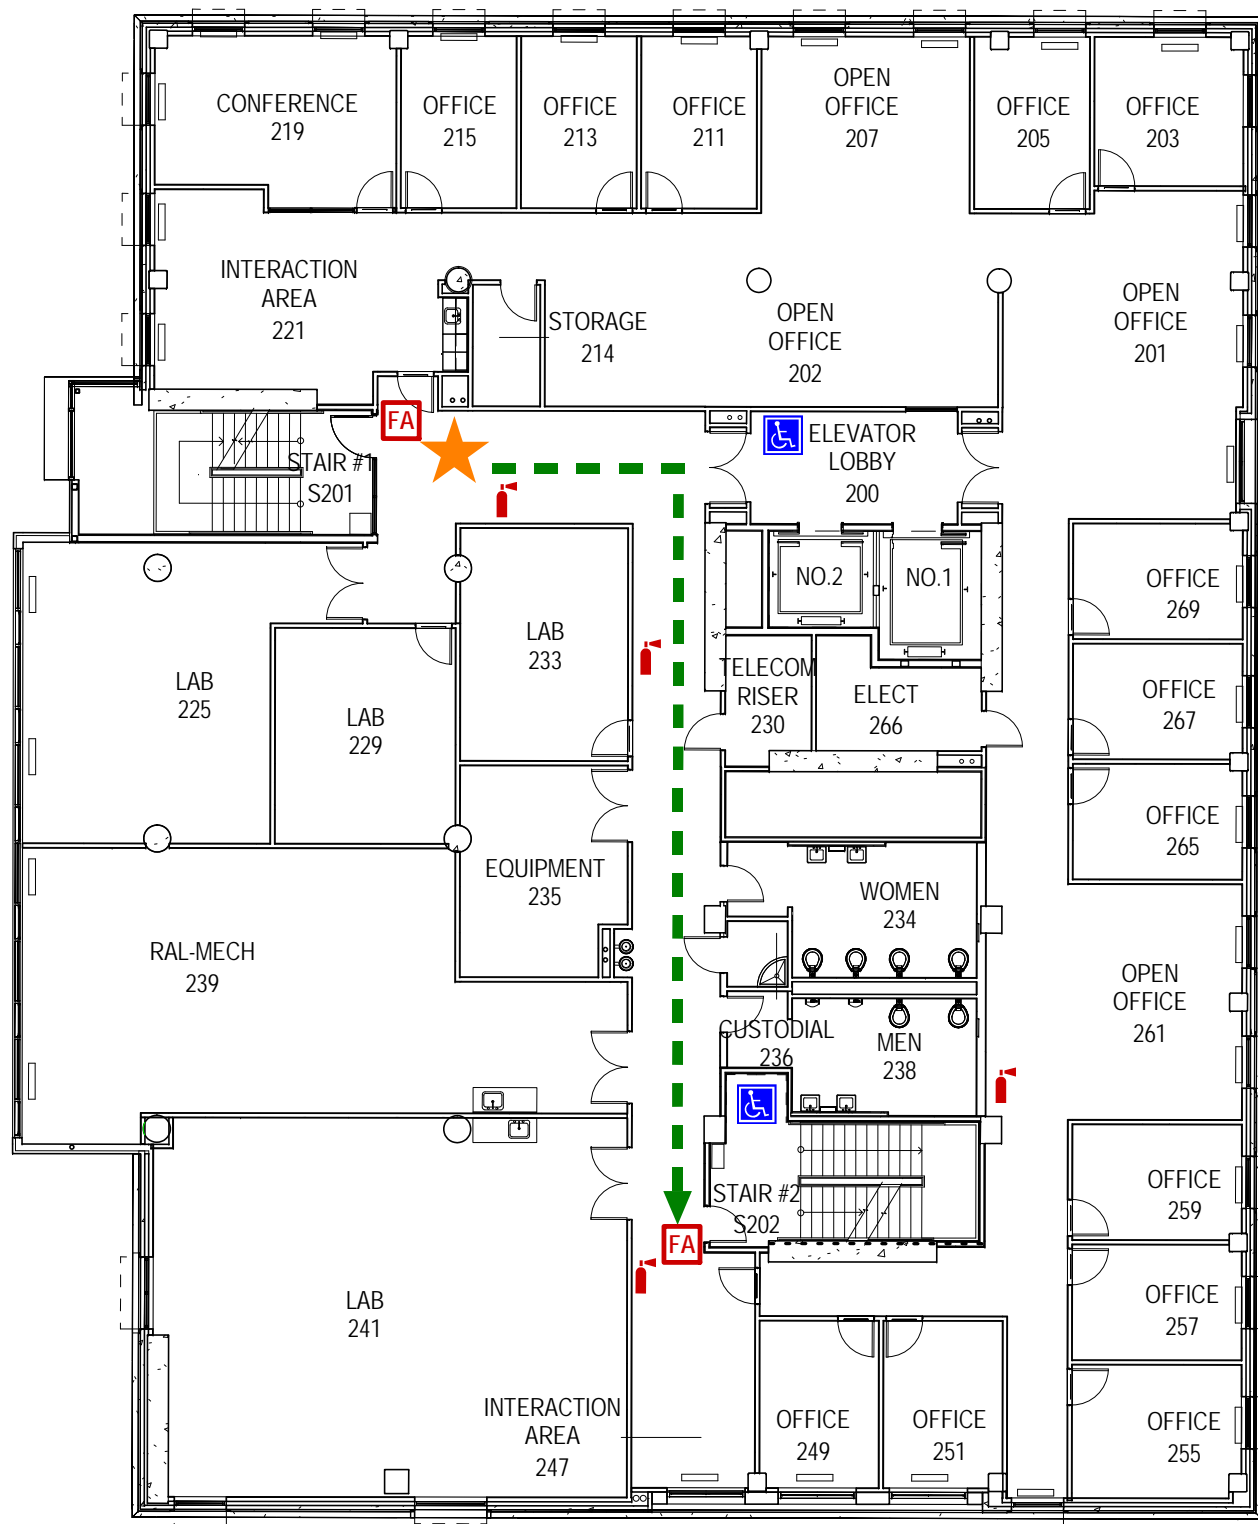 CONFERENCE
219
OFFICE
215
OFFICE
213
OFFICE
211
OPEN
OFFICE
207
OFFICE
205
OFFICE
203
INTERACTION
AREA
221
STORAGE
214
OPEN
OFFICE
202
OPEN
OFFICE
201
FA
STAIR #1
S201
ELEVATOR
LOBBY
200
NO.2
NO.1
OFFICE
269
LAB
233
LAB
225
LAB
229
TELECOM
RISER
230
ELECT
266
OFFICE
267
OFFICE
265
EQUIPMENT
235
WOMEN
234
RAL-MECH
239
OPEN
OFFICE
261
CUSTODIAL
236
MEN
238
STAIR #2
S202
OFFICE
259
FA
LAB
241
OFFICE
257
INTERACTION
AREA
247
OFFICE
249
OFFICE
251
OFFICE
255